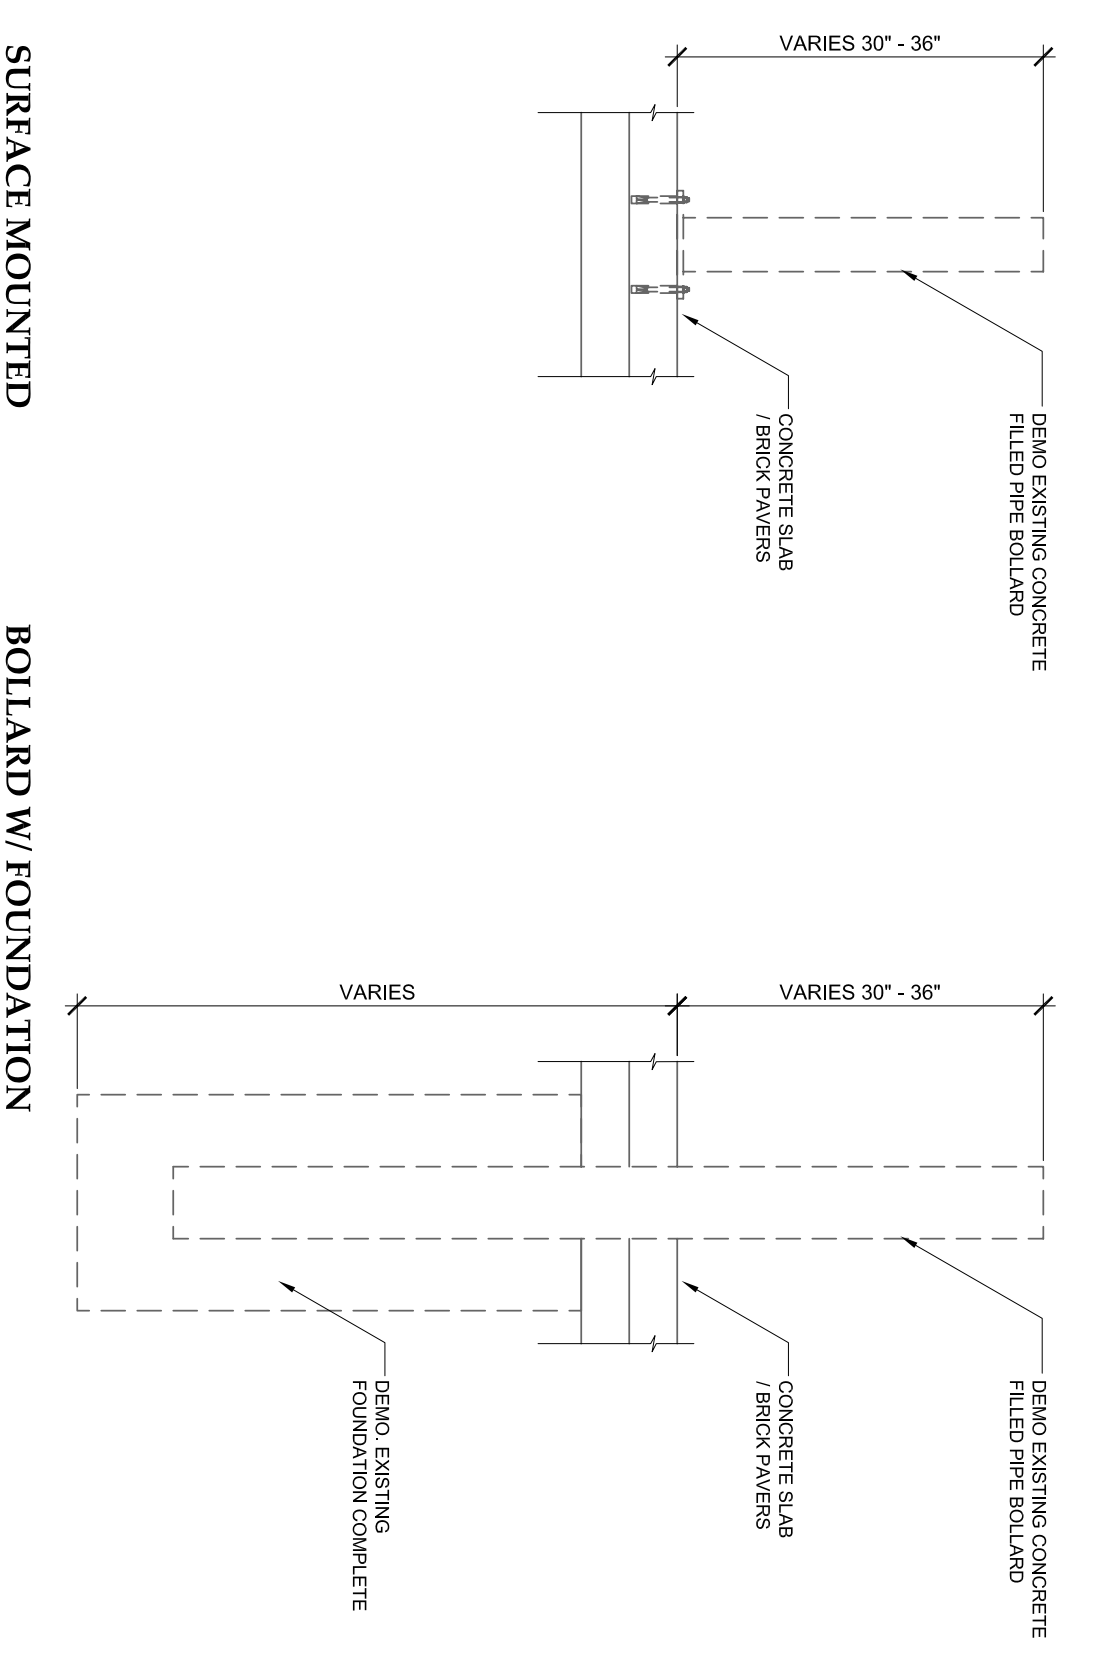 VARIES 30" - 36"
DEMO EXISTING CONCRETE
FILLED PIPE BOLLARD
CONCRETE SLAB
/ BRICK PAVERS
SURFACE MOUNTED
VARIES 30" - 36"
VARIES
DEMO EXISTING CONCRETE
FILLED PIPE BOLLARD
CONCRETE SLAB
/ BRICK PAVERS
DEMO. EXISTING
FOUNDATION COMPLETE
BOLLARD W/ FOUNDATION